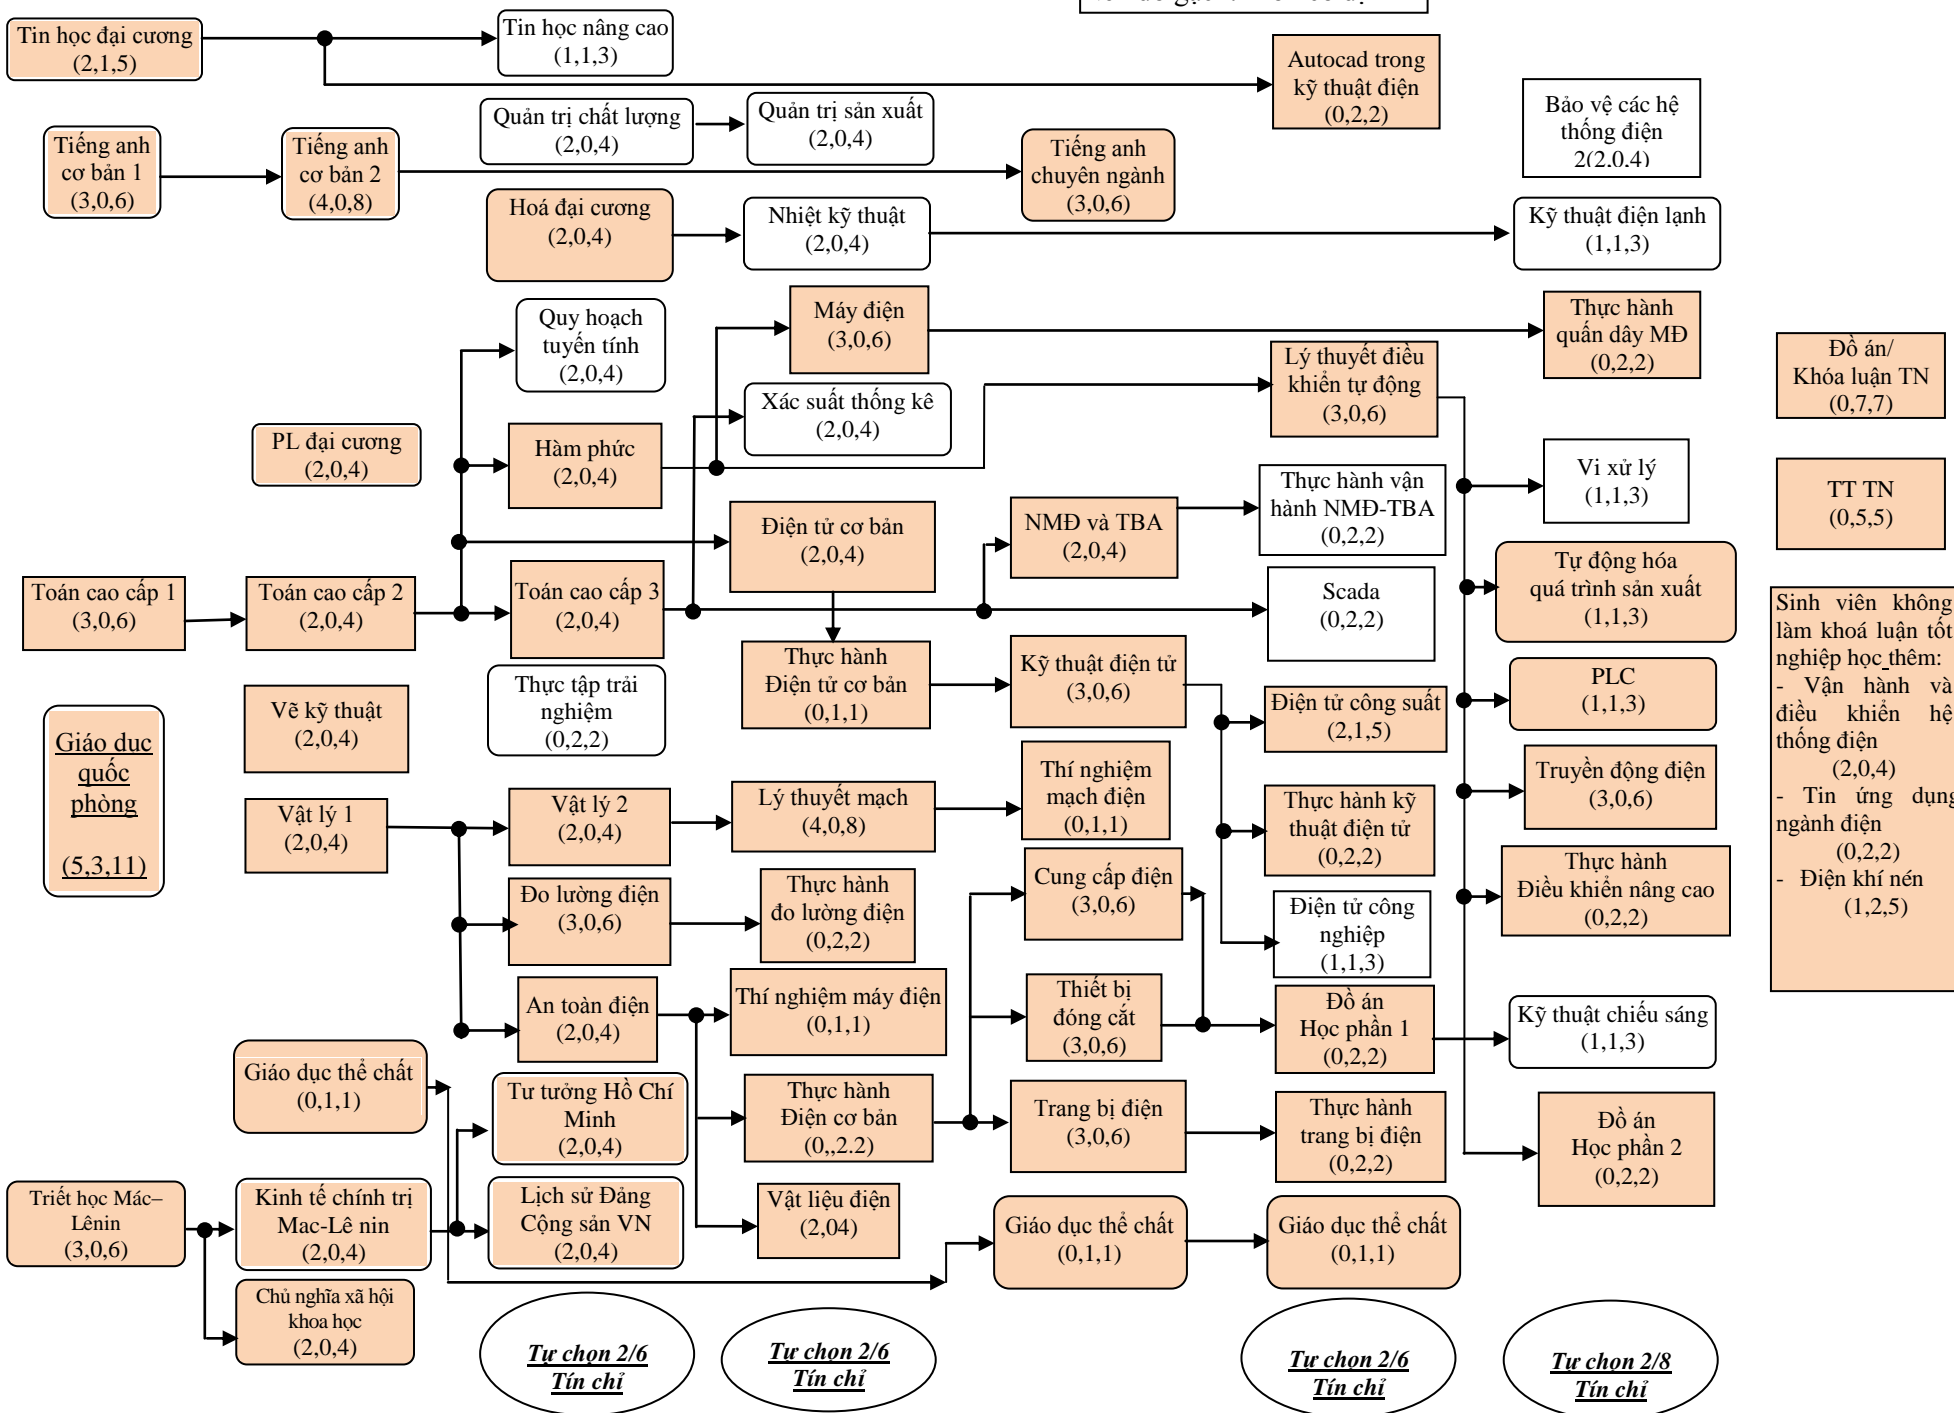 Tin học đại cương
(2,1,5)
Tin học nâng cao
(1,1,3)
Autocad trong
kỹ thuật điện
(0,2,2)
Bảo vệ các hệ
thống điện
2(2,0,4)
Quản trị chất lượng
(2,0,4)
Quản trị sản xuất
(2,0,4)
Tiếng anh
cơ bản 1
(3,0,6)
Tiếng anh
cơ bản 2
(4,0,8)
Tiếng anh
chuyên ngành
(3,0,6)
Hoá đại cương
(2,0,4)
Nhiệt kỹ thuật
(2,0,4)
Kỹ thuật điện lạnh
(1,1,3)
Quy hoạch
tuyến tính
(2,0,4)
Máy điện
(3,0,6)
Thực hành
quấn dây MĐ
(0,2,2)
Lý thuyết điều
khiển tự động
(3,0,6)
Đồ án/
Khóa luận TN
(0,7,7)
Xác suất thống kê
(2,0,4)
PL đại cương
(2,0,4)
Hàm phức
(2,0,4)
Vi xử lý
(1,1,3)
Thực hành vận
hành NMĐ-TBA
(0,2,2)
TT TN
(0,5,5)
Điện tử cơ bản
(2,0,4)
NMĐ và TBA
(2,0,4)
Tự động hóa
quá trình sản xuất
(1,1,3)
Toán cao cấp 1
(3,0,6)
Toán cao cấp 2
(2,0,4)
Toán cao cấp 3
(2,0,4)
Scada
(0,2,2)
Thực hành
Điện tử cơ bản
(0,1,1)
Kỹ thuật điện tử
(3,0,6)
PLC
(1,1,3)
Sinh viên không
làm khoá luận tốt
nghiệp học thêm:
- Vận hành và
điều khiển hệ
thống điện
(2,0,4)
- Tin ứng dụng
ngành điện
(0,2,2)
- Điện khí nén
(1,2,5)
Thực tập trải
nghiệm
(0,2,2)
Vẽ kỹ thuật
(2,0,4)
Giáo dục
quốc
phòng
(5,3,11)
Điện tử công suất
(2,1,5)
Truyền động điện
(3,0,6)
Vật lý 1
(2,0,4)
Vật lý 2
(2,0,4)
Lý thuyết mạch
(4,0,8)
Thí nghiệm
mạch điện
(0,1,1)
Thực hành kỹ
thuật điện tử
(0,2,2)
Thực hành
Điều khiển nâng cao
(0,2,2)
Đo lường điện
(3,0,6)
Thực hành
đo lường điện
(0,2,2)
Cung cấp điện
(3,0,6)
Điện tử công
nghiệp
(1,1,3)
An toàn điện
(2,0,4)
Thí nghiệm máy điện
(0,1,1)
Thiết bị
đóng cắt
(3,0,6)
Đồ án
Học phần 1
(0,2,2)
Kỹ thuật chiếu sáng
(1,1,3)
Giáo dục thể chất
(0,1,1)
Tư tưởng Hồ Chí
Minh
(2,0,4)
Thực hành
Điện cơ bản
(0,,2.2)
Trang bị điện
(3,0,6)
Thực hành
trang bị điện
(0,2,2)
Đồ án
Học phần 2
(0,2,2)
Triết học Mác–
Lênin
(3,0,6)
Kinh tế chính trị
Mac-Lê nin
(2,0,4)
Lịch sử Đảng
Cộng sản VN
(2,0,4)
Vật liệu điện
(2,04)
Giáo dục thể chất
(0,1,1)
Giáo dục thể chất
(0,1,1)
Chủ nghĩa xã hội
khoa học
(2,0,4)
Tự chọn 2/6
Tín chỉ
Tự chọn 2/6
Tín chỉ
Tự chọn 2/6
Tín chỉ
Tự chọn 2/8
Tín chỉ